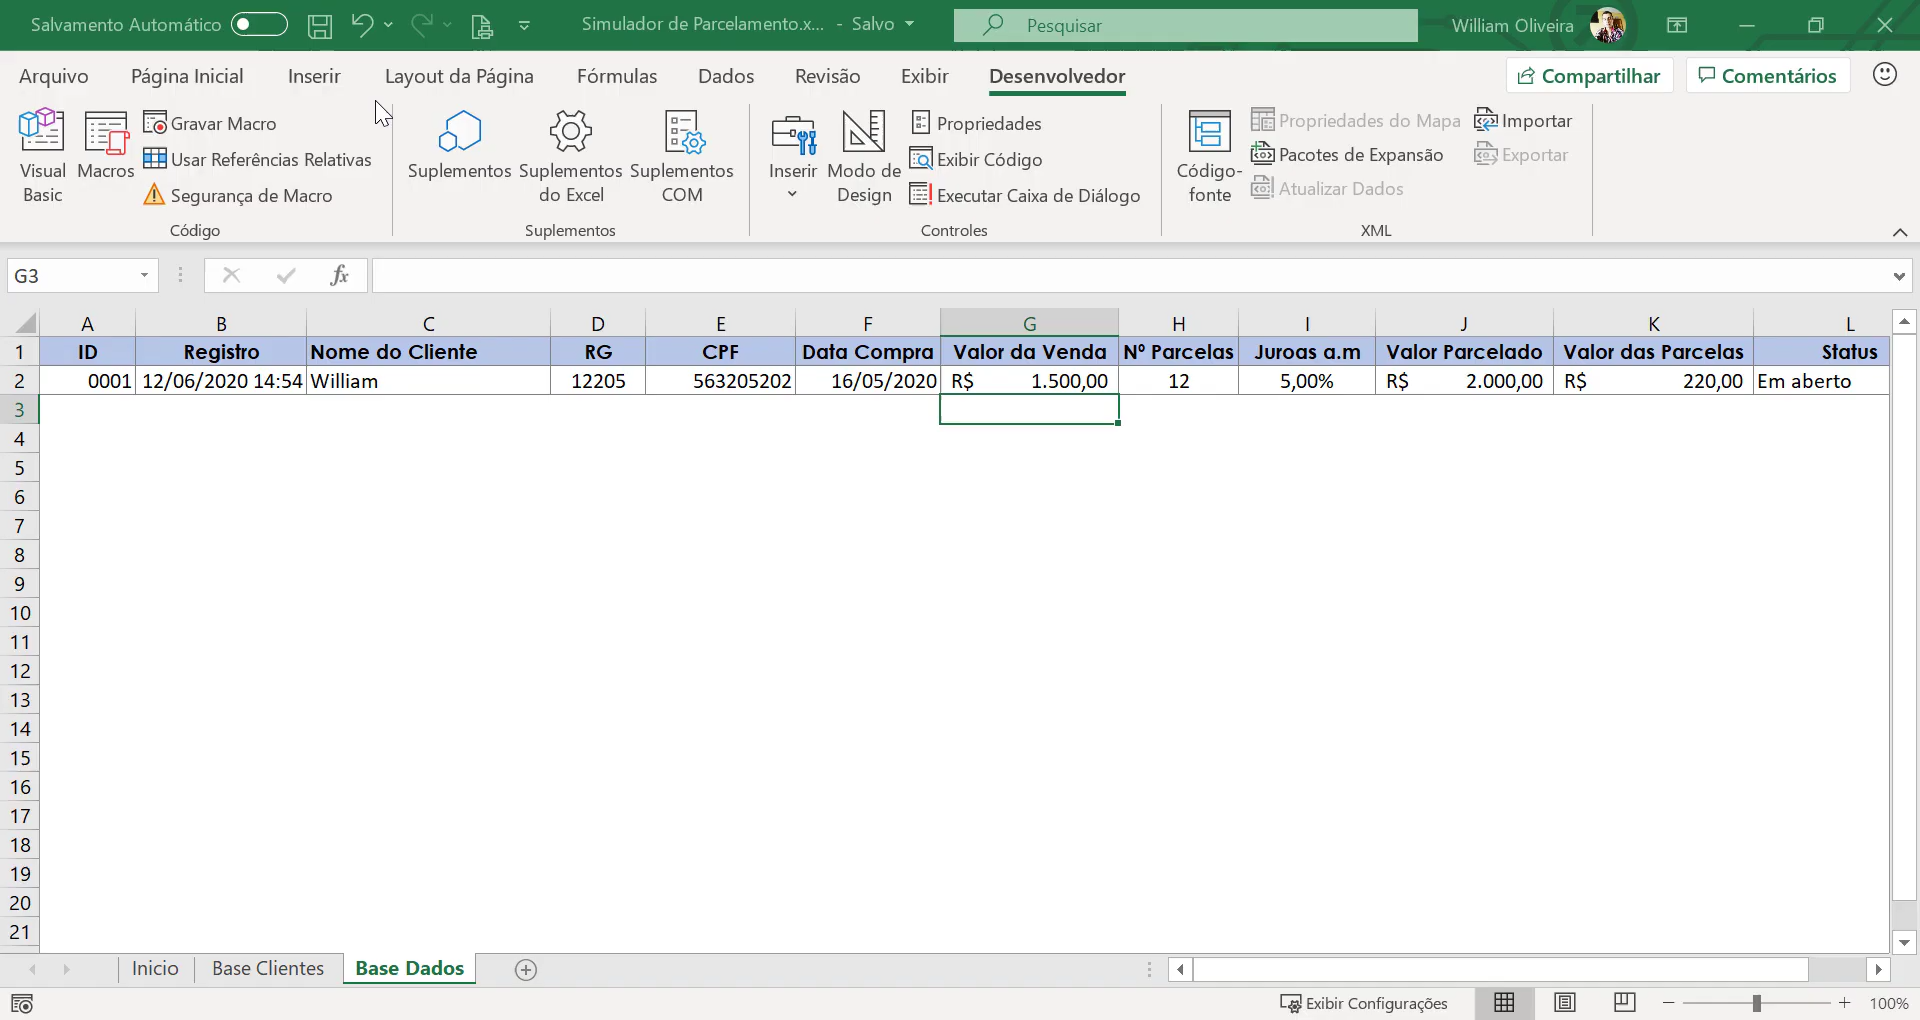 Salvamento Automático
Simulador de Parcelamento.x... - Salvo
Pesquisar
William Oliveira
Arquivo Página Inicial Inserir Layout da Página Fórmulas Dados Revisão Exibir Desenvolvedor
Compartilhar
Comentários
Visual Basic
Macros
Gravar Macro
Usar Referências Relativas
Segurança de Macro
Código
Suplementos
Suplementos do Excel
Suplementos COM
Suplementos
Inserir
Modo de Design
Propriedades
Exibir Código
Executar Caixa de Diálogo
Controles
Código-fonte
Propriedades do Mapa
Pacotes de Expansão
Atualizar Dados
Importar
Exportar
XML
G3
fx
A B C D E F G H I J K L
1 ID Registro Nome do Cliente RG CPF Data Compra Valor da Venda Nº Parcelas Juroas a.m Valor Parcelado Valor das Parcelas Status
2 0001 12/06/2020 14:54 William 12205 563205202 16/05/2020 R$ 1.500,00 12 5,00% R$ 2.000,00 R$ 220,00 Em aberto
3
4
5
6
7
8
9
10
11
12
13
14
15
16
17
18
19
20
21
Inicio Base Clientes Base Dados
Exibir Configurações
100%